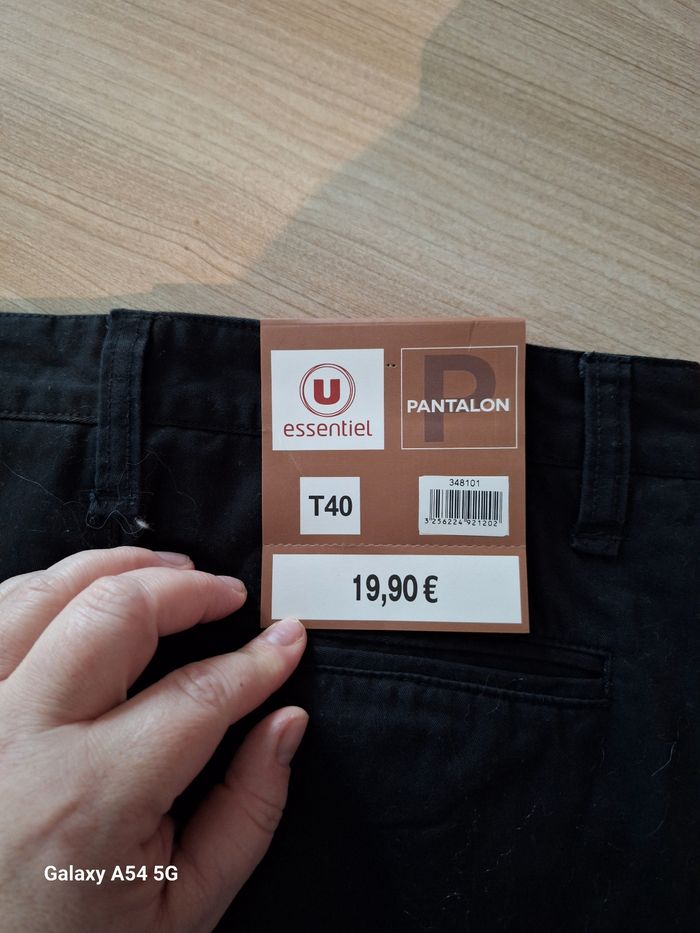 U
essentiel
P
PANTALON
T40
348101
3 256224 921202
19,90 €
Galaxy A54 5G